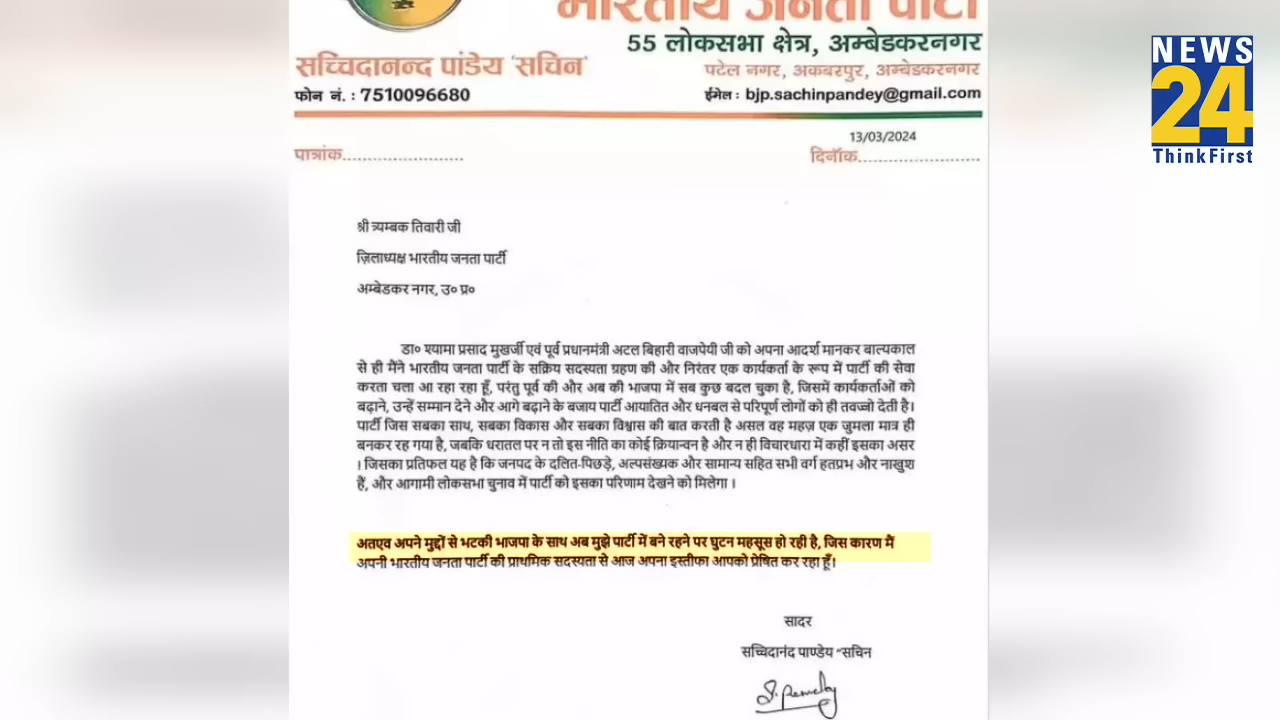 भारतीय जनता पार्टी
55 लोकसभा क्षेत्र, अम्बेडकरनगर
सच्चिदानन्द पांडेय 'सचिन'
पटेल नगर, अकबरपुर, अम्बेडकरनगर
फोन नं. : 7510096680
ईमेल : bjp.sachinpandey@gmail.com
13/03/2024
पात्रांक........................
दिनाँक........................
श्री त्र्यम्बक तिवारी जी
ज़िलाध्यक्ष भारतीय जनता पार्टी
अम्बेडकर नगर, उ० प्र०
डा० श्यामा प्रसाद मुखर्जी एवं पूर्व प्रधानमंत्री अटल बिहारी वाजपेयी जी को अपना आदर्श मानकर बाल्यकाल
से ही मैंने भारतीय जनता पार्टी के सक्रिय सदस्यता ग्रहण की और निरंतर एक कार्यकर्ता के रूप में पार्टी की सेवा
करता चला आ रहा रहा हूँ, परंतु पूर्व की और अब की भाजपा में सब कुछ बदल चुका है, जिसमें कार्यकर्ताओं को
बढ़ाने, उन्हें सम्मान देने और आगे बढ़ाने के बजाय पार्टी आयातित और धनबल से परिपूर्ण लोगों को ही तवज्जो देती है।
पार्टी जिस सबका साथ, सबका विकास और सबका विश्वास की बात करती है असल वह महज़ एक जुमला मात्र ही
बनकर रह गया है, जबकि धरातल पर न तो इस नीति का कोई क्रियान्वन है और न ही विचारधारा में कहीं इसका असर
। जिसका प्रतिफल यह है कि जनपद के दलित-पिछड़े, अल्पसंख्यक और सामान्य सहित सभी वर्ग हतप्रभ और नाखुश
हैं, और आगामी लोकसभा चुनाव में पार्टी को इसका परिणाम देखने को मिलेगा ।
अतएव अपने मुद्दों से भटकी भाजपा के साथ अब मुझे पार्टी में बने रहने पर घुटन महसूस हो रही है, जिस कारण मैं
अपनी भारतीय जनता पार्टी की प्राथमिक सदस्यता से आज अपना इस्तीफा आपको प्रेषित कर रहा हूँ।
सादर
सच्चिदानंद पाण्डेय "सचिन
S. Pandey
NEWS
24
ThinkFirst